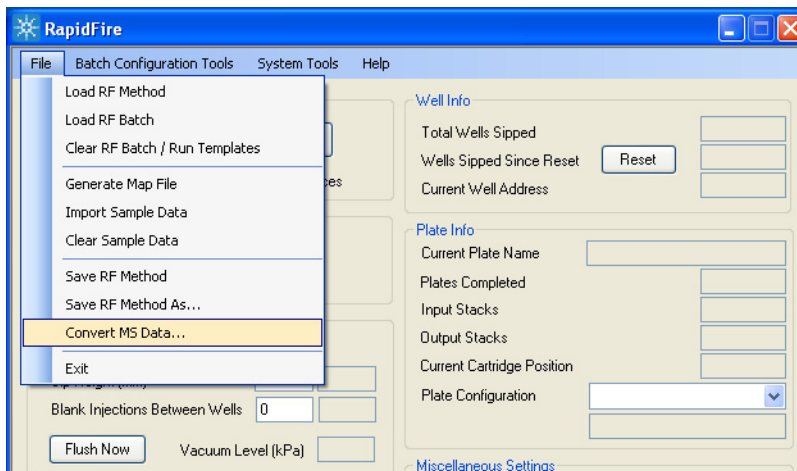 RapidFire
File Batch Configuration Tools System Tools Help
Load RF Method
Load RF Batch
Clear RF Batch / Run Templates
Generate Map File
Import Sample Data
Clear Sample Data
Save RF Method
Save RF Method As...
Convert MS Data...
Exit
Blank Injections Between Wells 0
Flush Now Vacuum Level (kPa)
Well Info
Total Wells Sipped
Wells Sipped Since Reset Reset
Current Well Address
Plate Info
Current Plate Name
Plates Completed
Input Stacks
Output Stacks
Current Cartridge Position
Plate Configuration
Miscellaneous Settings